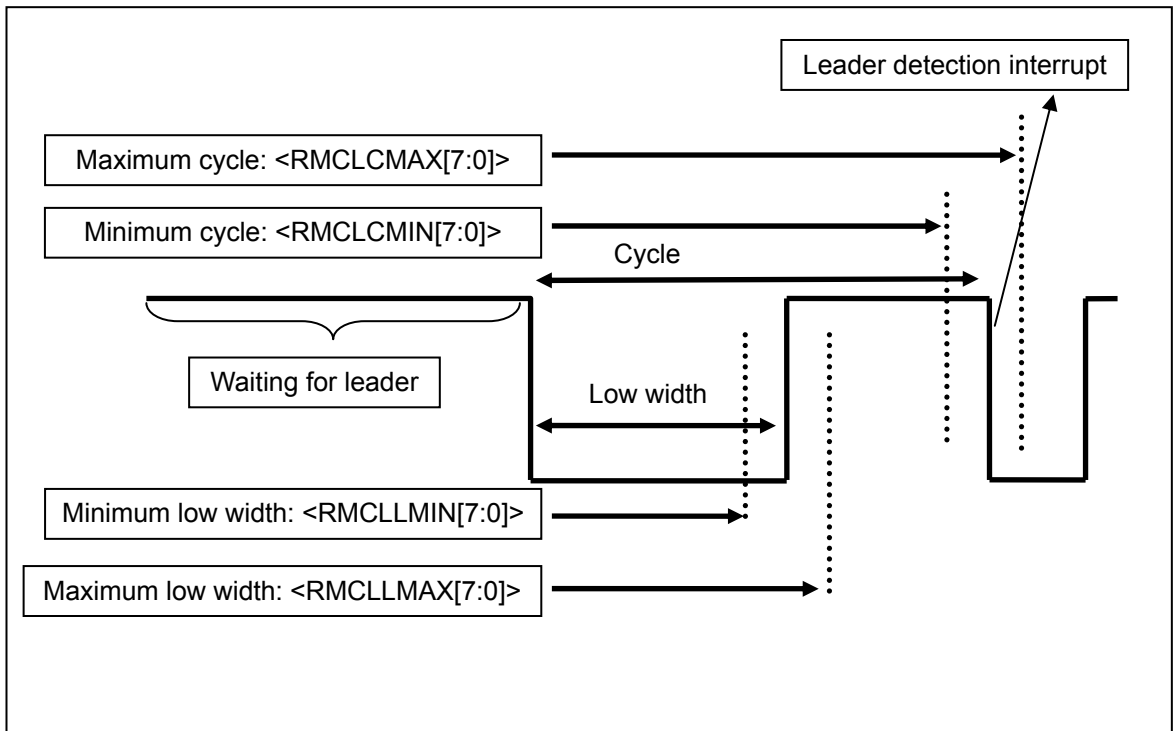 Leader detection interrupt
Maximum cycle: <RMCLCMAX[7:0]>
Minimum cycle: <RMCLCMIN[7:0]>
Cycle
Waiting for leader
Low width
Minimum low width: <RMCLLMIN[7:0]>
Maximum low width: <RMCLLMAX[7:0]>